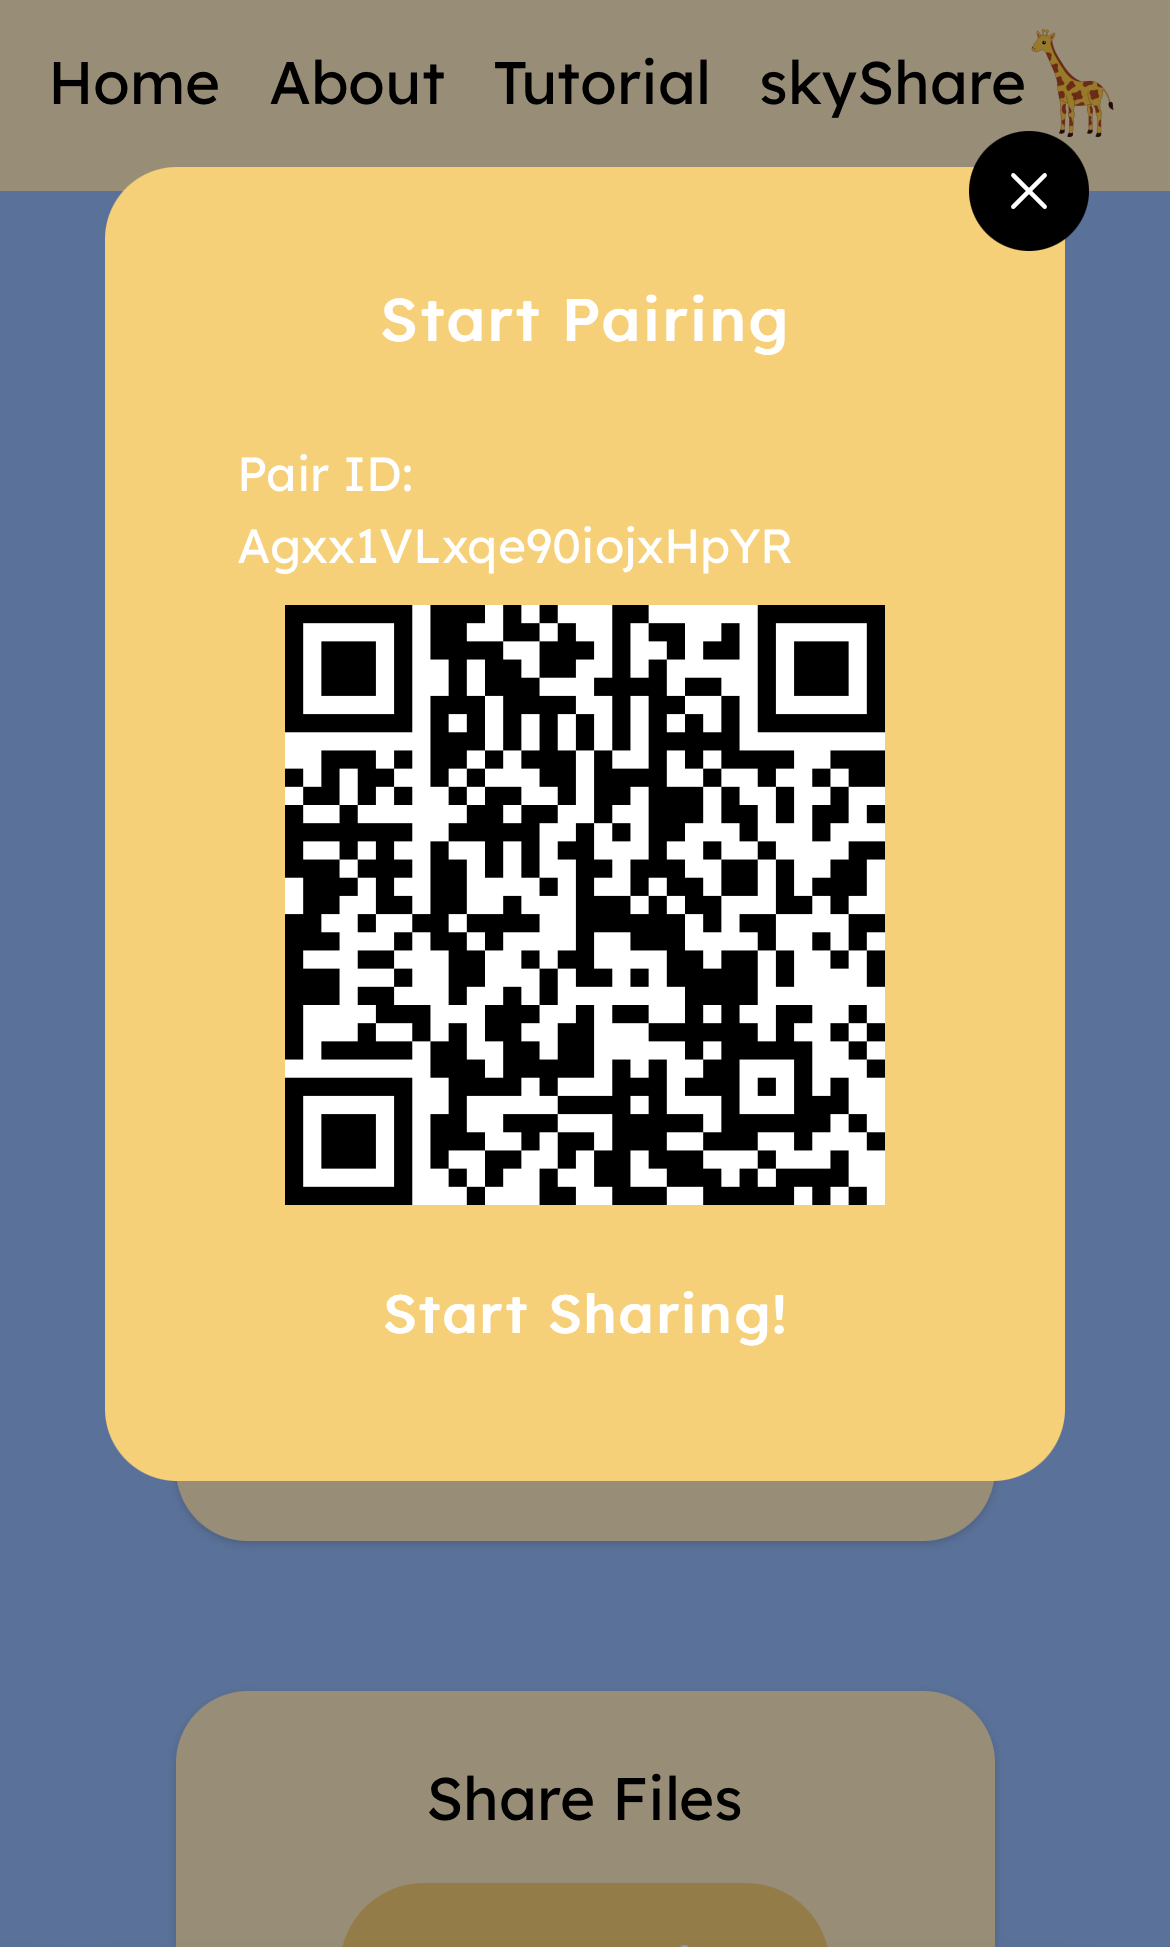 Home About Tutorial skyShare
Start Pairing
Pair ID:
Agxx1VLxqe90iojxHpYR
Start Sharing!
Share Files